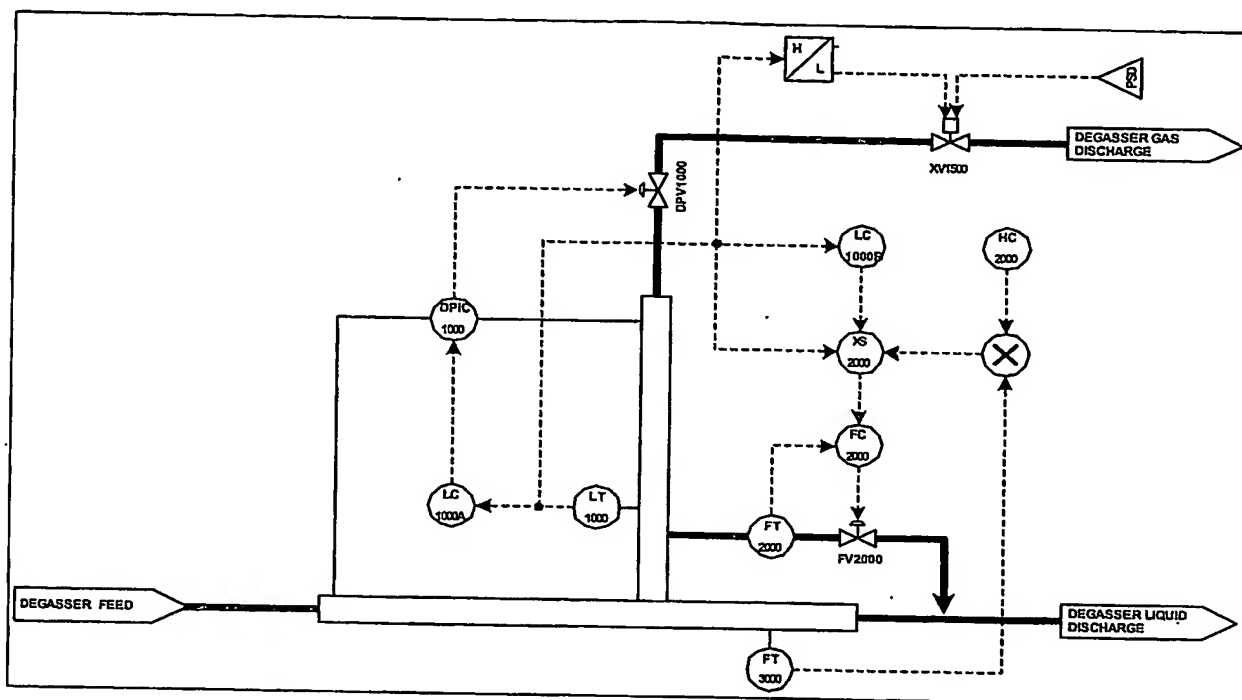 H
L
PSD
DEGASSER GAS
DISCHARGE
XV1500
DPV1000
LC
1000B
HC
2000
DPIC
1000
XS
2000
FC
2000
LC
1000A
LT
1000
FT
2000
FV2000
DEGASSER FEED
DEGASSER LIQUID
DISCHARGE
FT
3000